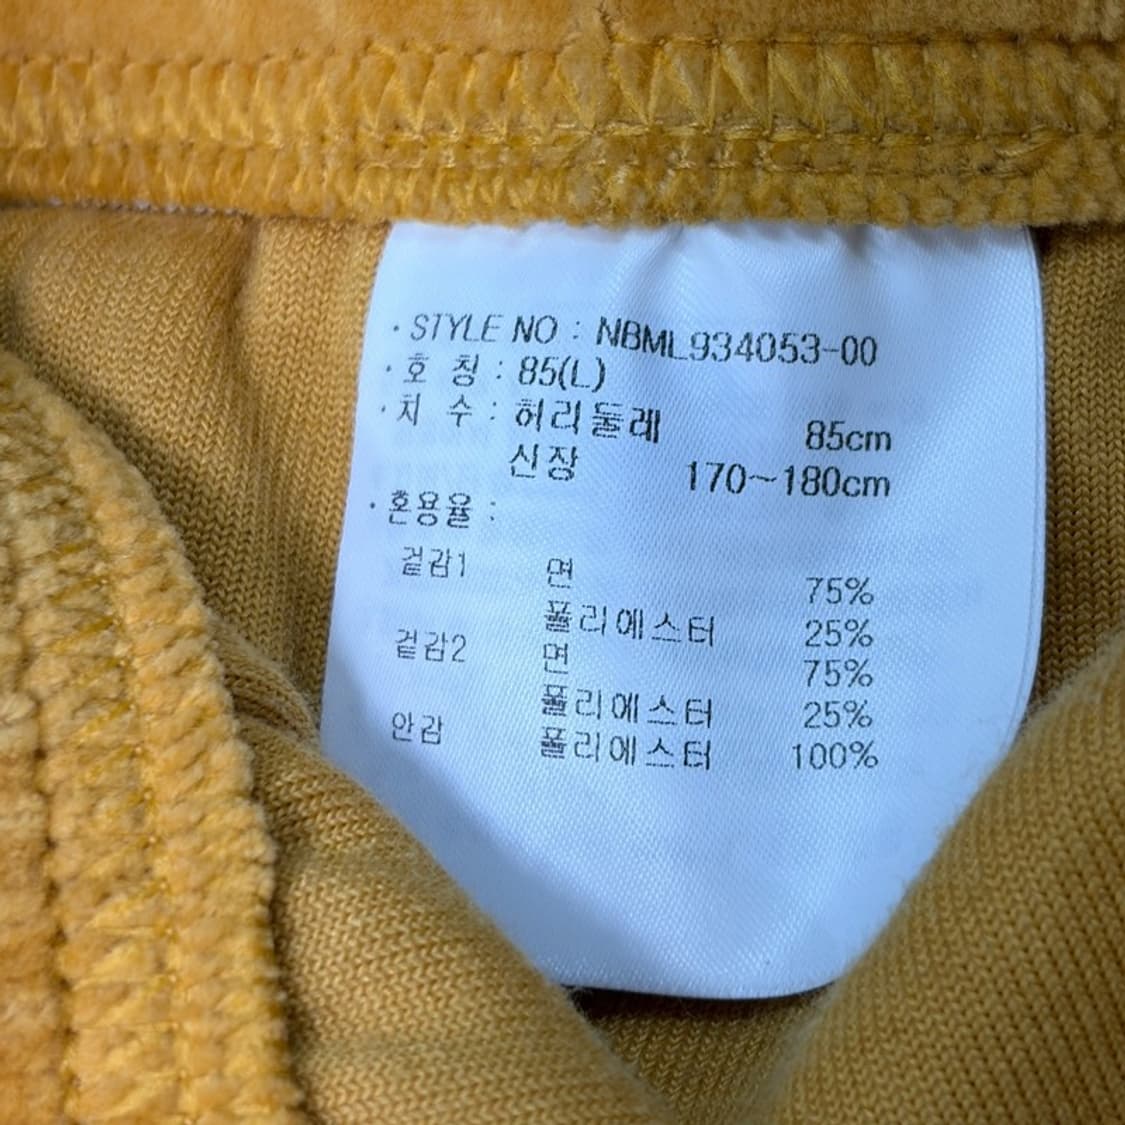 · STYLE NO : NBML934053-00
· 호 칭 : 85(L)
· 치 수 : 허리둘레 85cm
신장 170~180cm
· 혼용율 :
겉감1 면 75%
폴리에스터 25%
겉감2 면 75%
폴리에스터 25%
안감 폴리에스터 100%